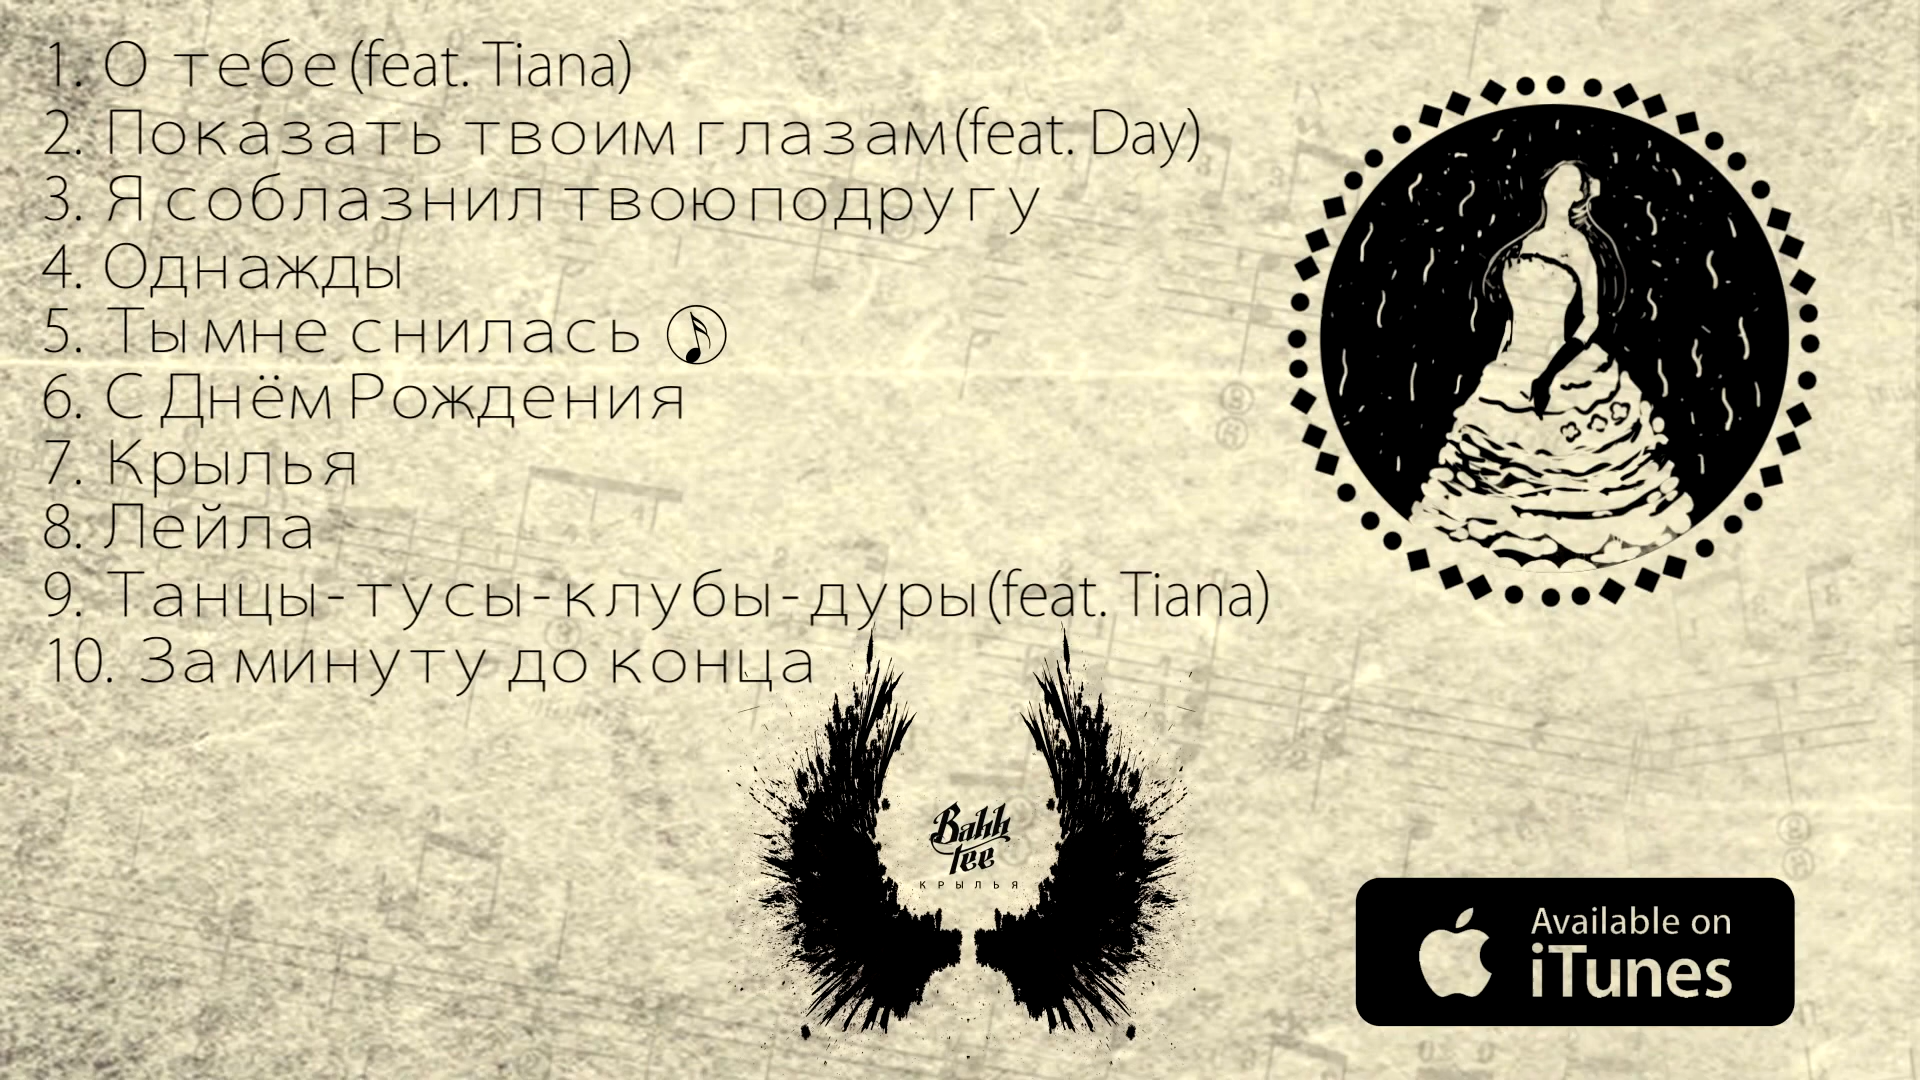 1. О тебе (feat. Tiana)
2. Показать твоим глазам (feat. Day)
3. Я соблазнил твою подругу
4. Однажды
5. Ты мне снилась
6. С Днём Рождения
7. Крылья
8. Лейла
9. Танцы-тусы-клубы-дуры (feat. Tiana)
10. За минуту до конца
Bahh
Tee
КРЫЛЬЯ
Available on
iTunes